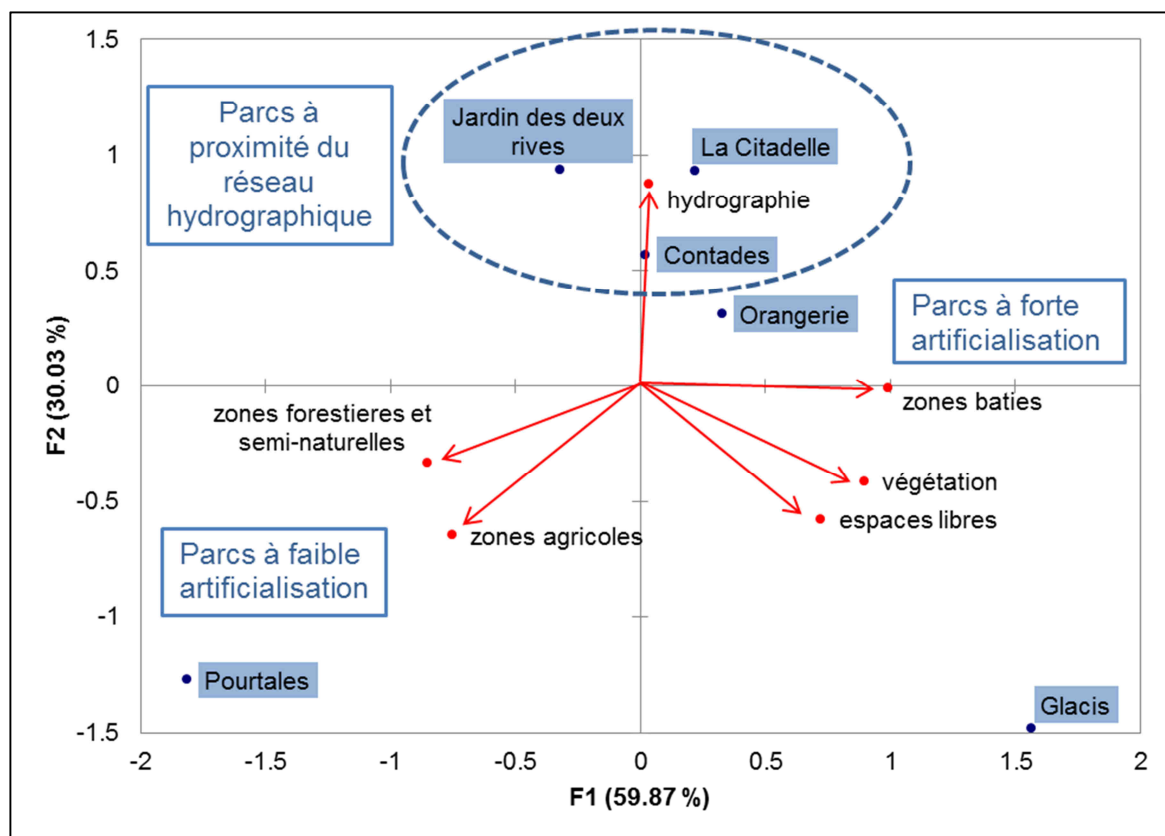 1.5
Parcs à
proximité du
réseau
hydrographique
Jardin des deux
rives
La Citadelle
1
hydrographie
Contades
0.5
Orangerie
Parcs à forte
artificialisation
0
zones forestieres et
semi-naturelles
zones baties
végétation
-0.5
espaces libres
zones agricoles
Parcs à faible
artificialisation
-1
Pourtales
Glacis
-1.5
-2
-1.5
-1
-0.5
0
0.5
1
1.5
2
F2 (30.03 %)
F1 (59.87 %)